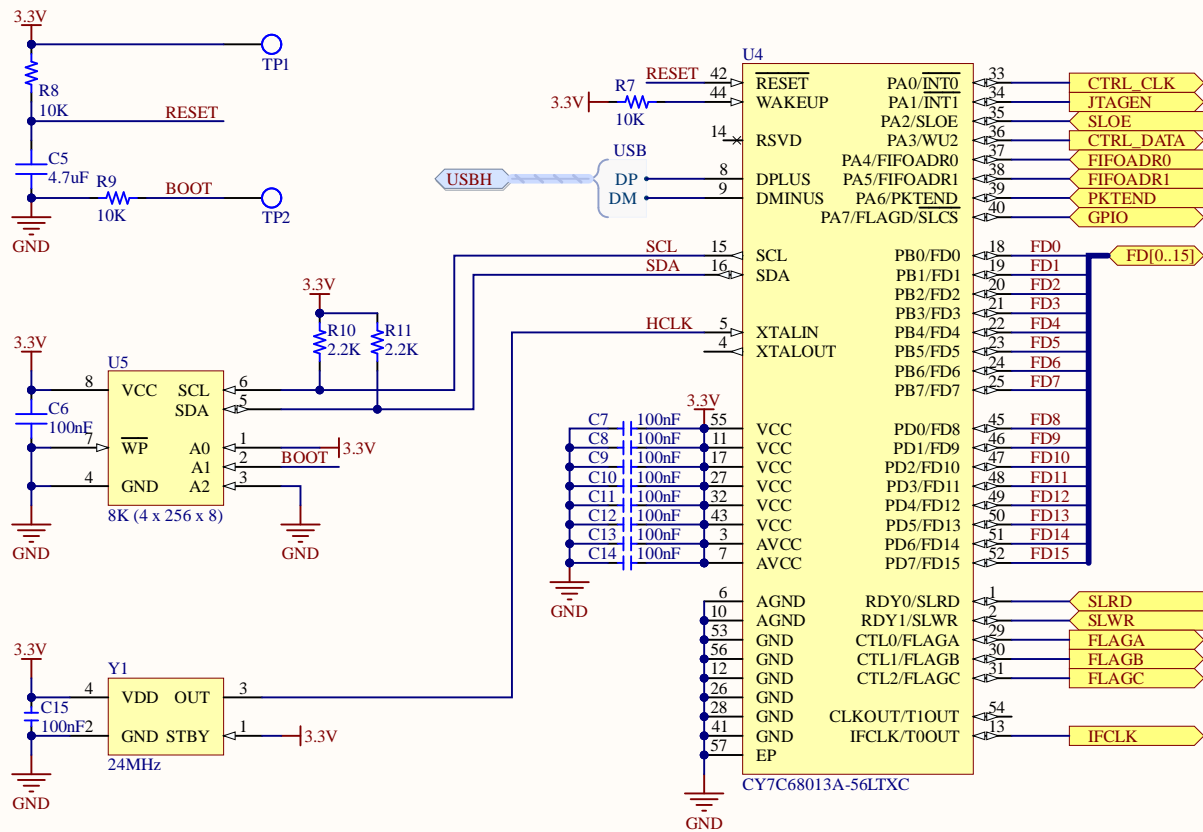 3.3V
TP1
R8
10K
RESET
C5
4.7uF
R9
10K
BOOT
TP2
GND
U4
R7
3.3V
10K
RESET
42
RESET
44
WAKEUP
14
RSVD
USBH
USB
DP
DM
8
DPLUS
9
DMINUS
SCL
15
SCL
SDA
16
SDA
HCLK
5
XTALIN
4
XTALOUT
3.3V
R10
2.2K
R11
2.2K
3.3V
U5
C6
100nF
8
VCC
SCL
6
SDA
5
7
WP
A0
1
3.3V
A1
2
BOOT
4
GND
A2
3
8K (4 x 256 x 8)
GND
GND
3.3V
C7 100nF 55 VCC
C8 100nF 11 VCC
C9 100nF 17 VCC
C10 100nF 27 VCC
C11 100nF 32 VCC
C12 100nF 43 VCC
C13 100nF 3 AVCC
C14 100nF 7 AVCC
GND
6 AGND
10 AGND
53 GND
56 GND
12 GND
26 GND
28 GND
41 GND
57 EP
GND
CY7C68013A-56LTXC
3.3V
Y1
C15
100nF
4
VDD
OUT
3
2
GND
STBY
1
3.3V
24MHz
GND
PA0/INT0 33 CTRL_CLK
PA1/INT1 34 JTAGEN
PA2/SLOE 35 SLOE
PA3/WU2 36 CTRL_DATA
PA4/FIFOADR0 37 FIFOADR0
PA5/FIFOADR1 38 FIFOADR1
PA6/PKTEND 39 PKTEND
PA7/FLAGD/SLCS 40 GPIO
PB0/FD0 18 FD0 FD[0..15]
PB1/FD1 19 FD1
PB2/FD2 20 FD2
PB3/FD3 21 FD3
PB4/FD4 22 FD4
PB5/FD5 23 FD5
PB6/FD6 24 FD6
PB7/FD7 25 FD7
PD0/FD8 45 FD8
PD1/FD9 46 FD9
PD2/FD10 47 FD10
PD3/FD11 48 FD11
PD4/FD12 49 FD12
PD5/FD13 50 FD13
PD6/FD14 51 FD14
PD7/FD15 52 FD15
RDY0/SLRD 1 SLRD
RDY1/SLWR 2 SLWR
CTL0/FLAGA 29 FLAGA
CTL1/FLAGB 30 FLAGB
CTL2/FLAGC 31 FLAGC
CLKOUT/T1OUT 54
IFCLK/T0OUT 13 IFCLK